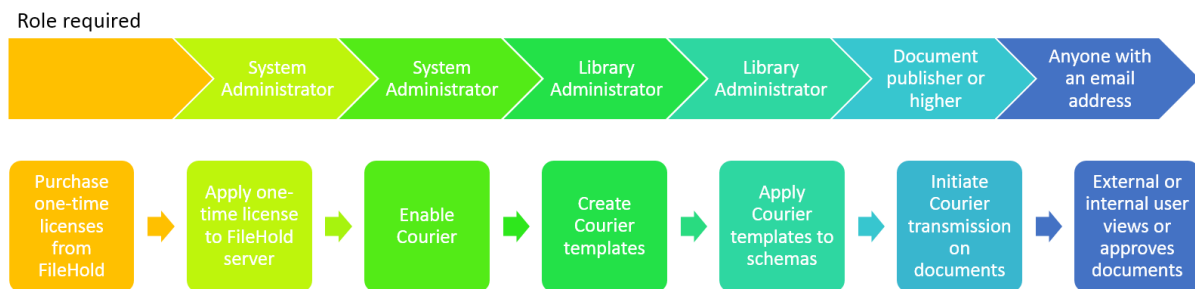 Role required
System
Administrator
System
Administrator
Library
Administrator
Library
Administrator
Document
publisher or
higher
Anyone with
an email
address
Purchase
one-time
licenses
from
FileHold
Apply one-
time license
to FileHold
server
Enable
Courier
Create
Courier
templates
Apply
Courier
templates to
schemas
Initiate
Courier
transmission
on
documents
External or
internal user
views or
approves
documents